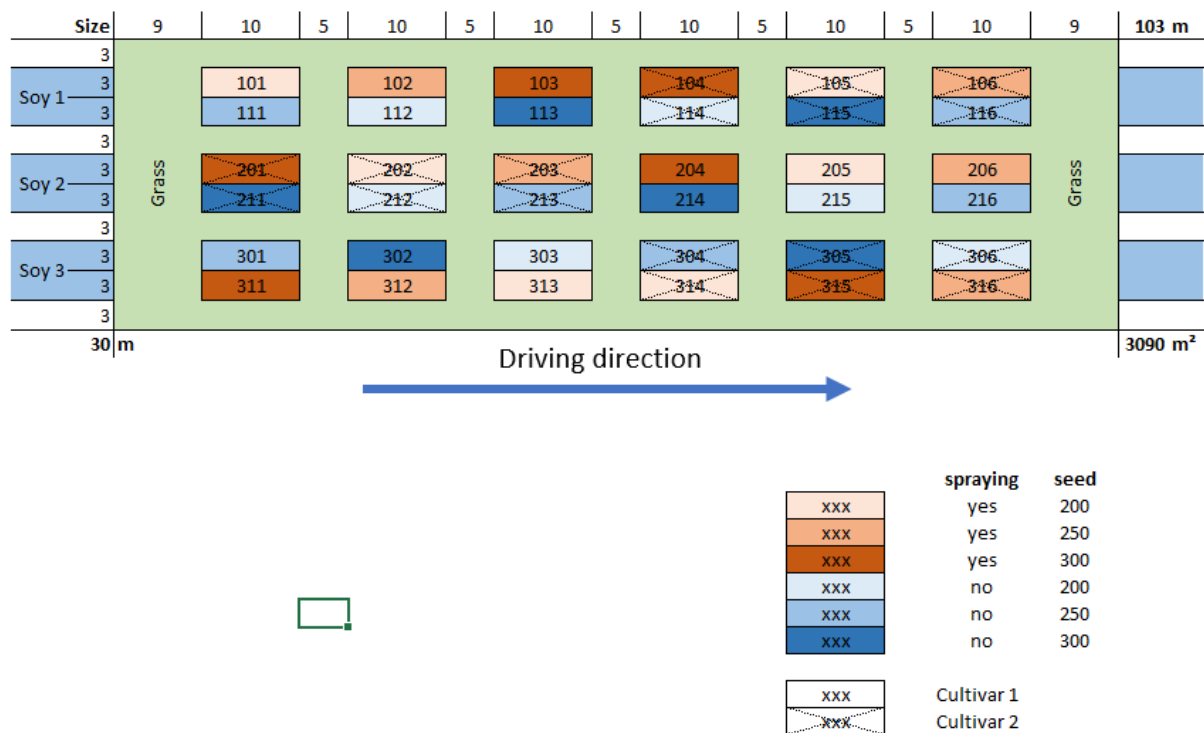 Size 9 10 5 10 5 10 5 10 5 10 5 10 9 103 m
3
Soy 1 3 101 102 103 104 105 106
3 111 112 113 114 115 116
3
Grass
Soy 2 3 201 202 203 204 205 206
3 211 212 213 214 215 216
Grass
3
Soy 3 3 301 302 303 304 305 306
3 311 312 313 314 315 316
3
30 m 3090 m²
Driving direction
spraying seed
xxx yes 200
xxx yes 250
xxx yes 300
xxx no 200
xxx no 250
xxx no 300
xxx Cultivar 1
xxx Cultivar 2